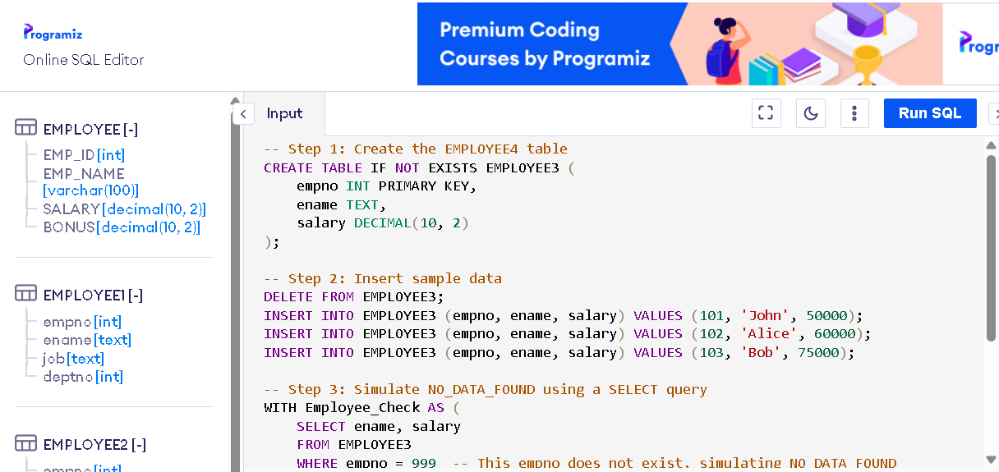 Programiz
Online SQL Editor
Premium Coding
Courses by Programiz
Progr
EMPLOYEE [-]
EMP_ID[int]
EMP_NAME
[varchar(100)]
SALARY[decimal(10, 2)]
BONUS[decimal(10, 2)]
EMPLOYEE1 [-]
empno[int]
ename[text]
job[text]
deptno[int]
EMPLOYEE2 [-]
empno[int]
Input
Run SQL
-- Step 1: Create the EMPLOYEE4 table
CREATE TABLE IF NOT EXISTS EMPLOYEE3 (
    empno INT PRIMARY KEY,
    ename TEXT,
    salary DECIMAL(10, 2)
);
-- Step 2: Insert sample data
DELETE FROM EMPLOYEE3;
INSERT INTO EMPLOYEE3 (empno, ename, salary) VALUES (101, 'John', 50000);
INSERT INTO EMPLOYEE3 (empno, ename, salary) VALUES (102, 'Alice', 60000);
INSERT INTO EMPLOYEE3 (empno, ename, salary) VALUES (103, 'Bob', 75000);
-- Step 3: Simulate NO_DATA_FOUND using a SELECT query
WITH Employee_Check AS (
    SELECT ename, salary
    FROM EMPLOYEE3
    WHERE empno = 999  -- This empno does not exist, simulating NO_DATA_FOUND